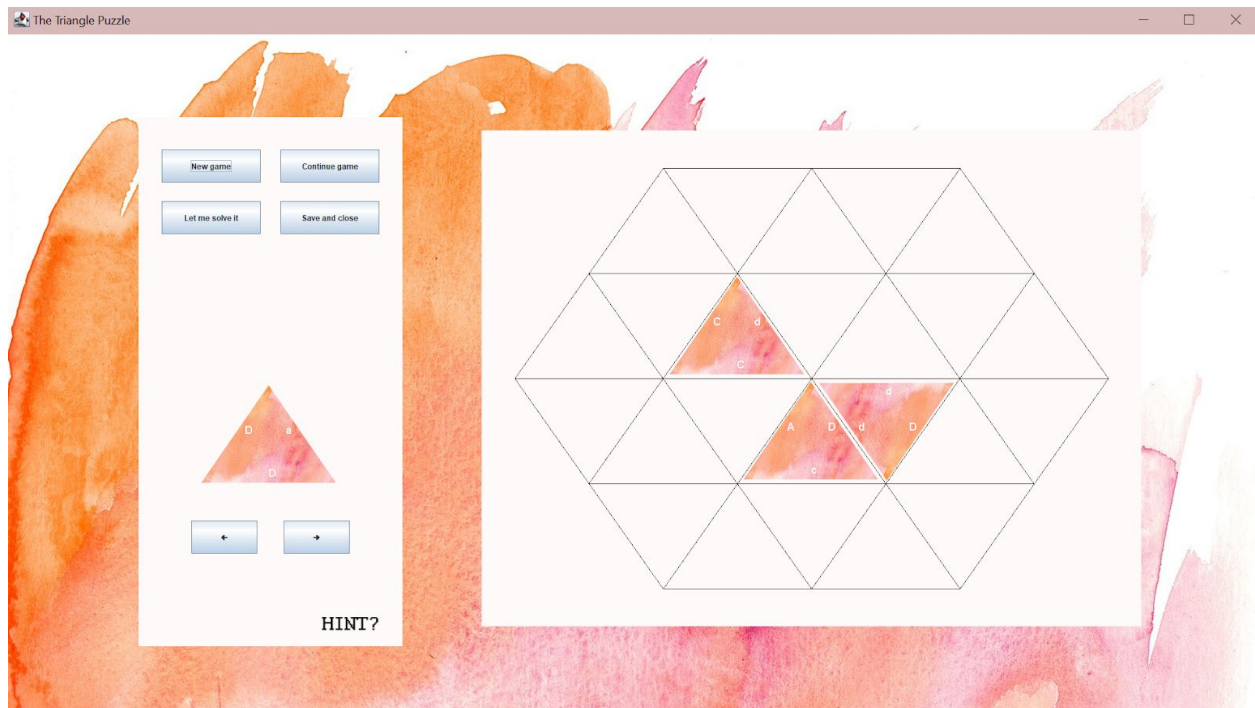 The Triangle Puzzle
New game Continue game
Let me solve it Save and close
D a
D
← →
HINT?
C d
C
d
A D d D
c